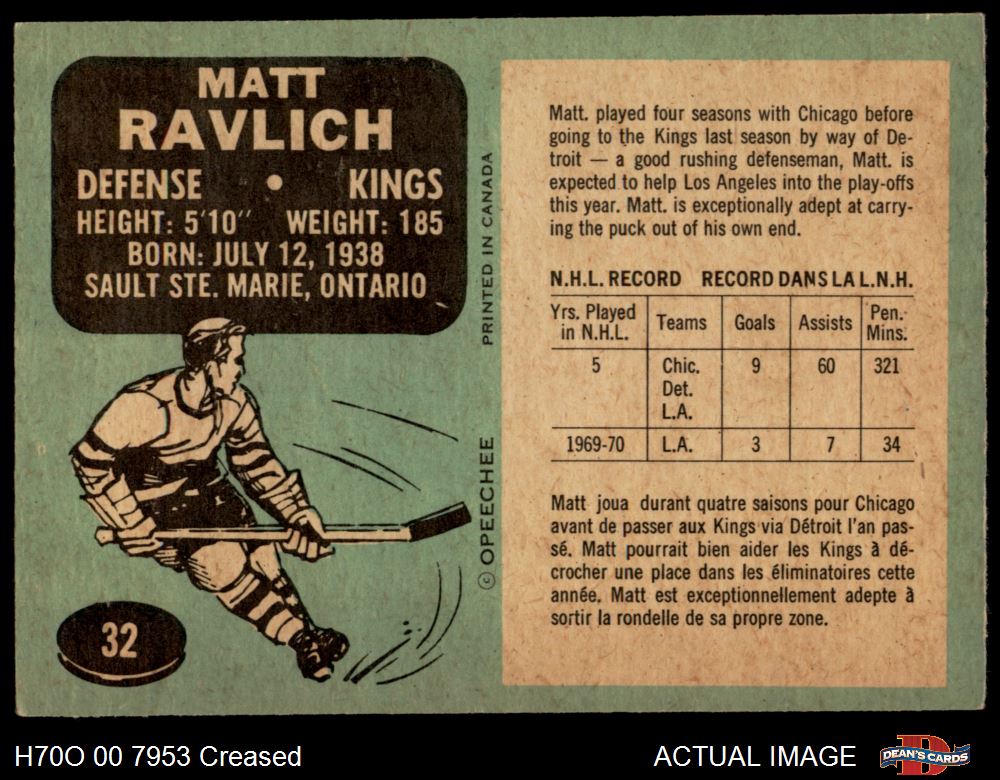 MATT
RAVLICH
DEFENSE • KINGS
HEIGHT: 5'10" WEIGHT: 185
BORN: JULY 12, 1938
SAULT STE. MARIE, ONTARIO
32
PRINTED IN CANADA
© OPEECHEE
Matt. played four seasons with Chicago before
going to the Kings last season by way of De-
troit — a good rushing defenseman, Matt. is
expected to help Los Angeles into the play-offs
this year. Matt. is exceptionally adept at carry-
ing the puck out of his own end.
N.H.L. RECORD RECORD DANS LA L.N.H.
Yrs. Played in N.H.L. Teams Goals Assists Pen. Mins.
5 Chic. Det. L.A. 9 60 321
1969-70 L.A. 3 7 34
Matt joua durant quatre saisons pour Chicago
avant de passer aux Kings via Détroit l'an pas-
sé. Matt pourrait bien aider les Kings à dé-
crocher une place dans les éliminatoires cette
année. Matt est exceptionnellement adepte à
sortir la rondelle de sa propre zone.
H70O 00 7953 Creased
ACTUAL IMAGE
DEAN'S CARDS